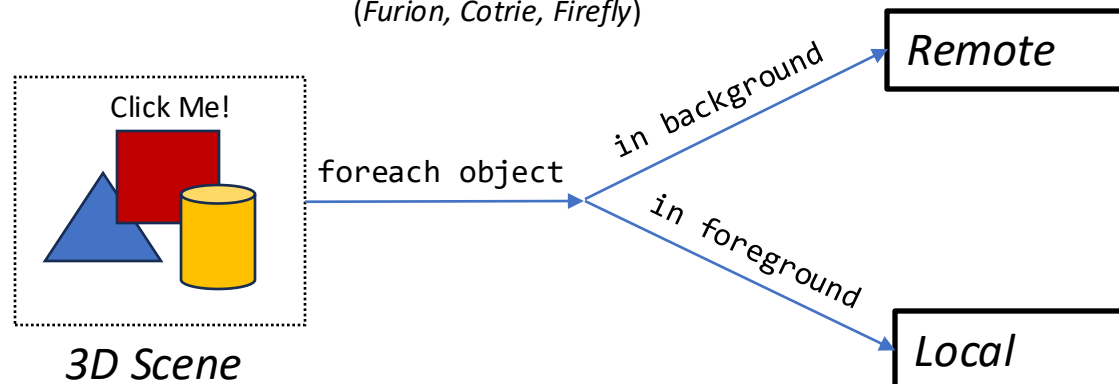 (Furion, Cotrie, Firefly)
Remote
in background
Click Me!
foreach object
in foreground
Local
3D Scene